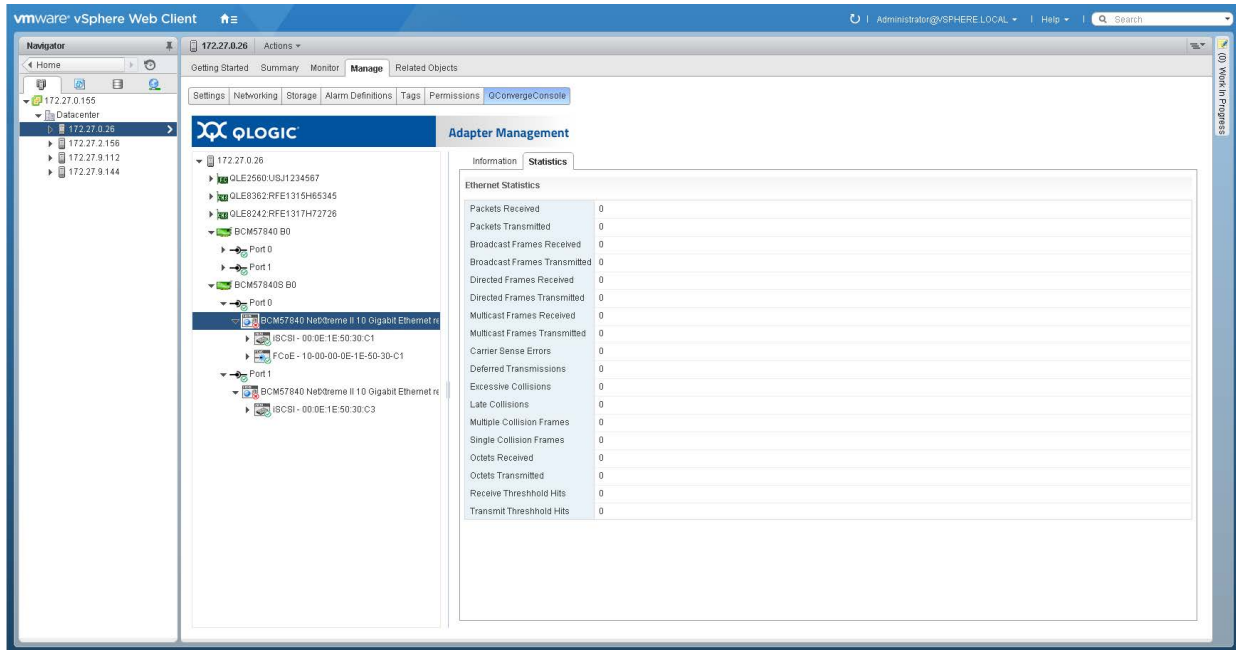 vmware® vSphere Web Client
Administrator@VSPHERE.LOCAL
Help
Search
Navigator
Home
172.27.0.155
Datacenter
172.27.0.26
172.27.2.156
172.27.9.112
172.27.9.144
172.27.0.26 Actions
Getting Started Summary Monitor Manage Related Objects
Settings Networking Storage Alarm Definitions Tags Permissions QConvergeConsole
QLOGIC Adapter Management
172.27.0.26
QLE2560:USJ1234567
QLE8362:RFE1315H65345
QLE8242:RFE1317H72726
BCM57840 B0
Port 0
Port 1
BCM57840S B0
Port 0
BCM57840 NetXtreme II 10 Gigabit Ethernet re
iSCSI - 00:0E:1E:50:30:C1
FCoE - 10-00-00-0E-1E-50-30-C1
Port 1
BCM57840 NetXtreme II 10 Gigabit Ethernet re
iSCSI - 00:0E:1E:50:30:C3
Information Statistics
Ethernet Statistics
Packets Received 0
Packets Transmitted 0
Broadcast Frames Received 0
Broadcast Frames Transmitted 0
Directed Frames Received 0
Directed Frames Transmitted 0
Multicast Frames Received 0
Multicast Frames Transmitted 0
Carrier Sense Errors 0
Deferred Transmissions 0
Excessive Collisions 0
Late Collisions 0
Multiple Collision Frames 0
Single Collision Frames 0
Octets Received 0
Octets Transmitted 0
Receive Threshhold Hits 0
Transmit Threshhold Hits 0
(0) Work In Progress